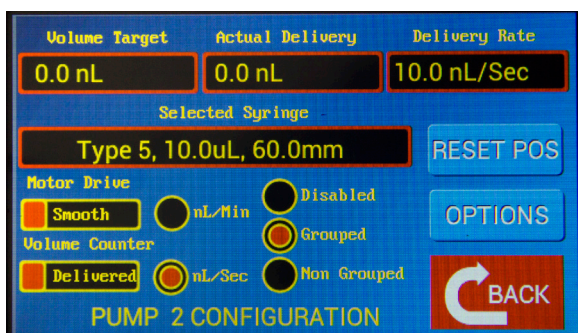 Volume Target Actual Delivery Delivery Rate
0.0 nL 0.0 nL 10.0 nL/Sec
Selected Syringe
Type 5, 10.0uL, 60.0mm RESET POS
Motor Drive
Disabled
Smooth nL/Min OPTIONS
Grouped
Volume Counter
Delivered nL/Sec Non Grouped
BACK
PUMP 2 CONFIGURATION